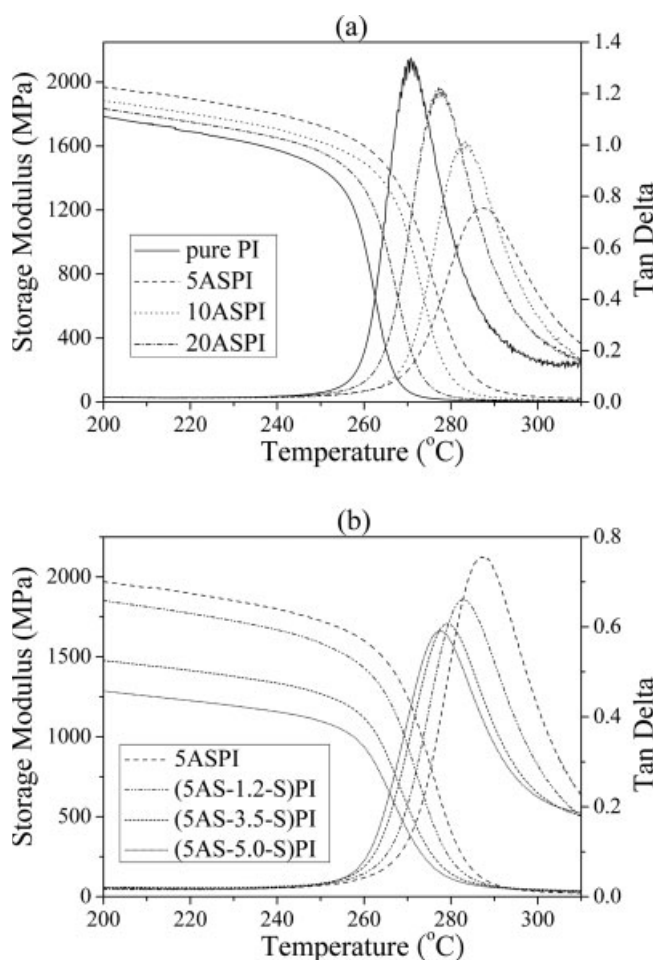 (a)
Storage Modulus (MPa)
2000
1600
1200
800
400
0
1.4
1.2
1.0
0.8
0.6
0.4
0.2
0.0
Tan Delta
pure PI
5ASPI
10ASPI
20ASPI
200 220 240 260 280 300
Temperature (°C)
(b)
Storage Modulus (MPa)
2000
1500
1000
500
0
0.8
0.6
0.4
0.2
0.0
Tan Delta
5ASPI
(5AS-1.2-S)PI
(5AS-3.5-S)PI
(5AS-5.0-S)PI
200 220 240 260 280 300
Temperature (°C)